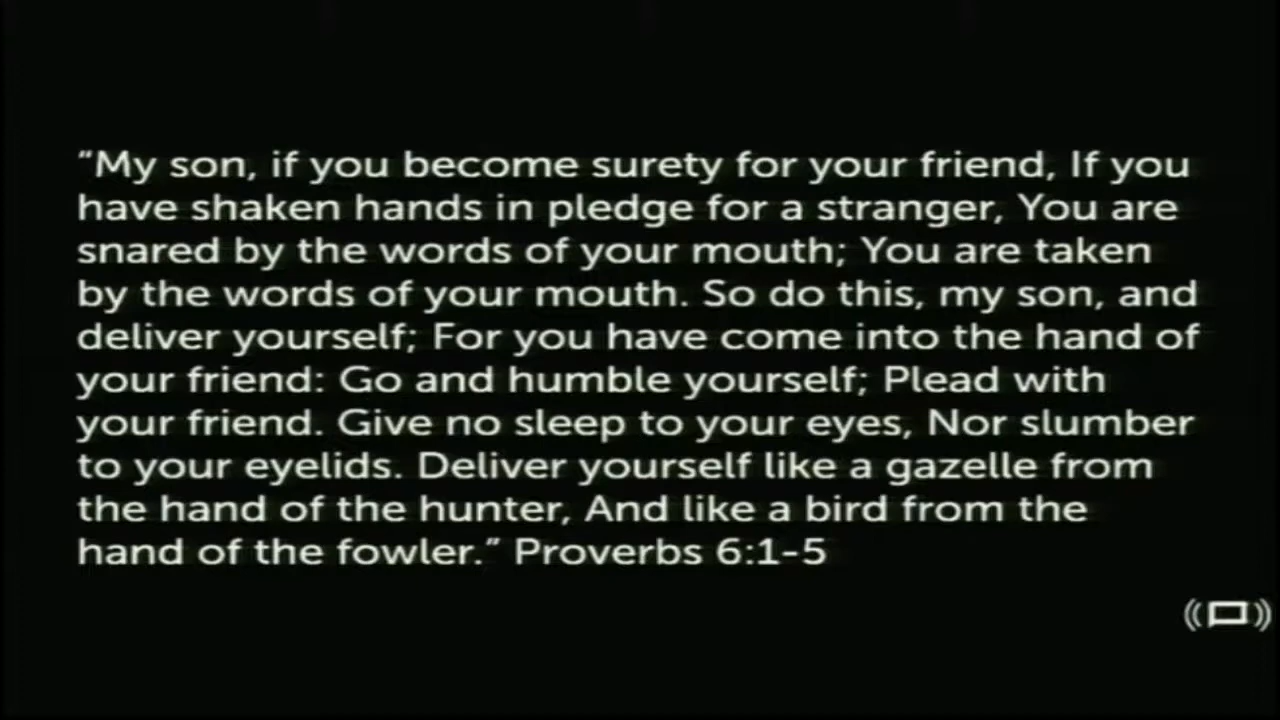 “My son, if you become surety for your friend, If you
have shaken hands in pledge for a stranger, You are
snared by the words of your mouth; You are taken
by the words of your mouth. So do this, my son, and
deliver yourself; For you have come into the hand of
your friend: Go and humble yourself; Plead with
your friend. Give no sleep to your eyes, Nor slumber
to your eyelids. Deliver yourself like a gazelle from
the hand of the hunter, And like a bird from the
hand of the fowler.” Proverbs 6:1-5